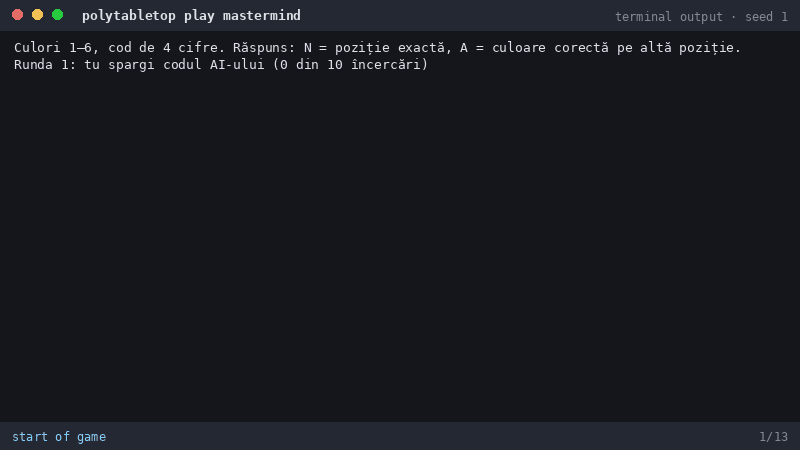 polytabletop play mastermind
terminal output · seed 1
Culori 1–6, cod de 4 cifre. Răspuns: N = poziție exactă, A = culoare corectă pe altă poziție.
Runda 1: tu spargi codul AI-ului (0 din 10 încercări)
start of game
1/13